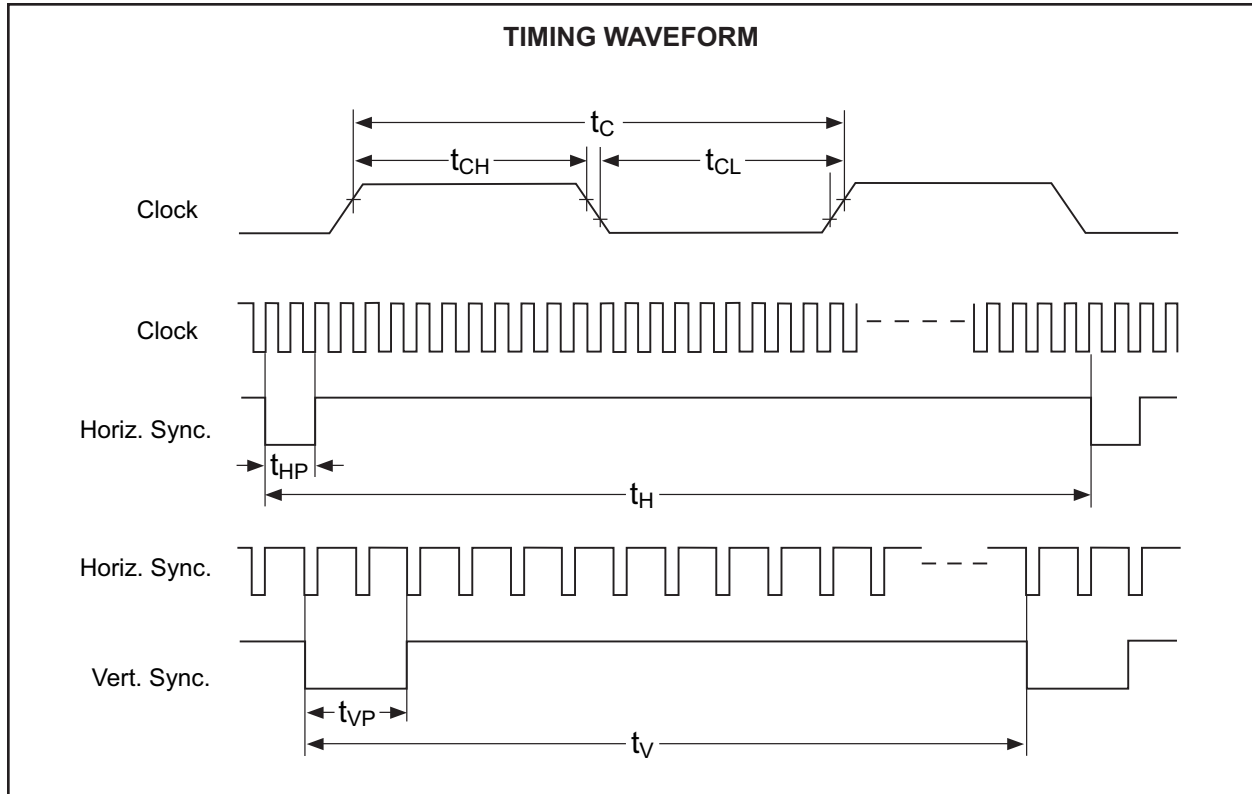 TIMING WAVEFORM
tC
tCH
tCL
Clock
Clock
Horiz. Sync.
tHP
tH
Horiz. Sync.
Vert. Sync.
tVP
tV